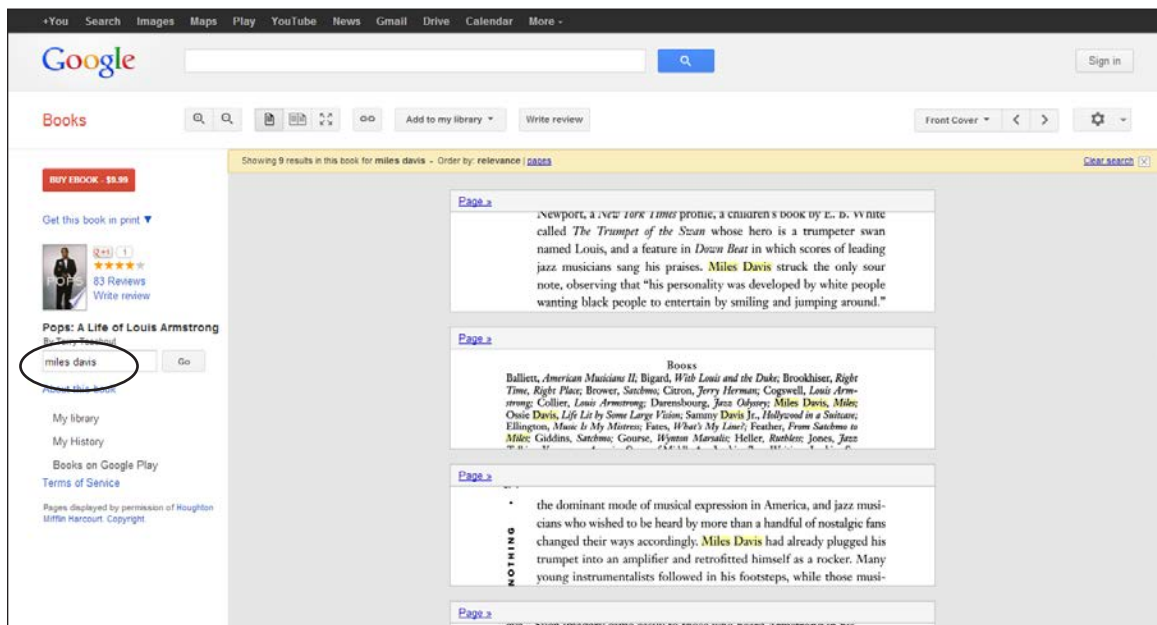 +You Search Images Maps Play YouTube News Gmail Drive Calendar More -
Google
Sign in
Books
Add to my library
Write review
Front Cover
Showing 9 results in this book for miles davis - Order by: relevance | pages
Clear search
BUY EBOOK - $9.99
Get this book in print
POPS
+1 1
83 Reviews
Write review
Pops: A Life of Louis Armstrong
By Terry Teachout
miles davis Go
About this book
My library
My History
Books on Google Play
Terms of Service
Pages displayed by permission of Houghton
Mifflin Harcourt. Copyright.
Page »
Newport, a New York Times profile, a children's book by E. B. White
called The Trumpet of the Swan whose hero is a trumpeter swan
named Louis, and a feature in Down Beat in which scores of leading
jazz musicians sang his praises. Miles Davis struck the only sour
note, observing that “his personality was developed by white people
wanting black people to entertain by smiling and jumping around.”
Page »
Books
Balliett, American Musicians II; Bigard, With Louis and the Duke; Brookhiser, Right
Time, Right Place; Brower, Satchmo; Citron, Jerry Herman; Cogswell, Louis Arm-
strong; Collier, Louis Armstrong; Darensbourg, Jazz Odyssey; Miles Davis, Miles;
Ossie Davis, Life Lit by Some Large Vision; Sammy Davis Jr., Hollywood in a Suitcase;
Ellington, Music Is My Mistress; Fates, What's My Line?; Feather, From Satchmo to
Miles; Giddins, Satchmo; Gourse, Wynton Marsalis; Heller, Ruthless; Jones, Jazz
Page »
NOTHING
the dominant mode of musical expression in America, and jazz musi-
cians who wished to be heard by more than a handful of nostalgic fans
changed their ways accordingly. Miles Davis had already plugged his
trumpet into an amplifier and retrofitted himself as a rocker. Many
young instrumentalists followed in his footsteps, while those musi-
Page »